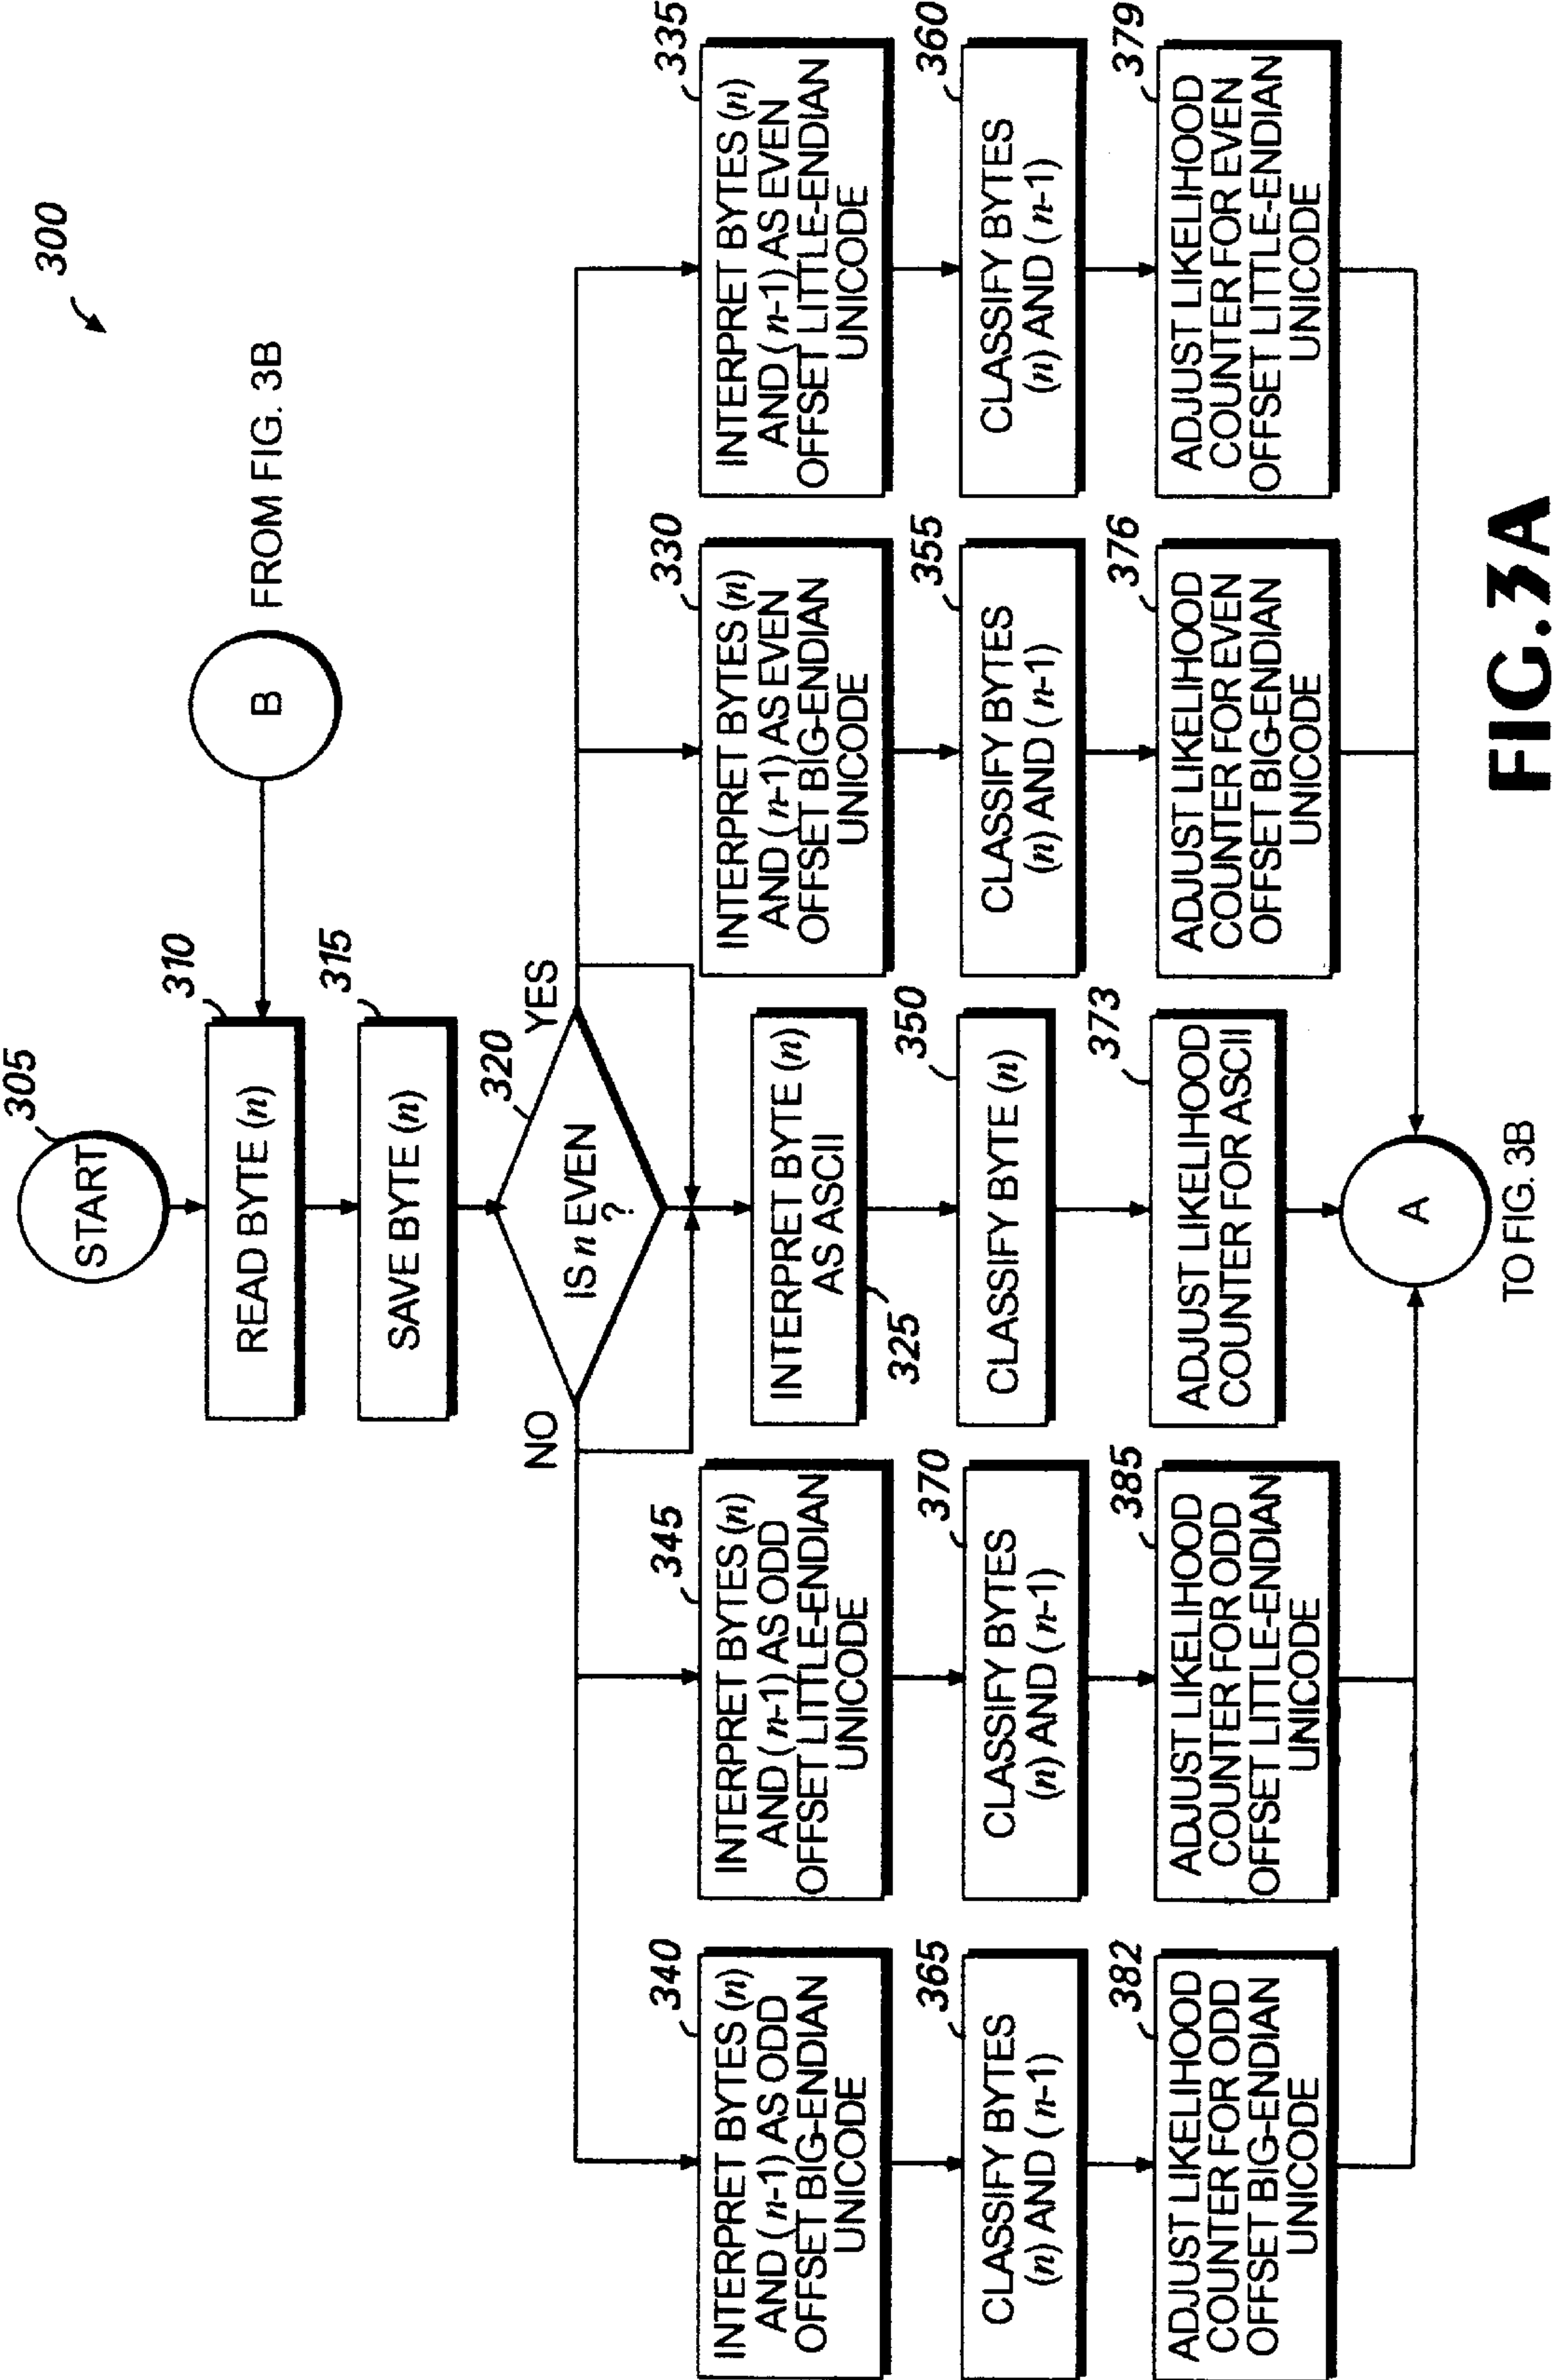 300
305
START
310
READ BYTE (n)
B
FROM FIG. 3B
315
SAVE BYTE (n)
320
IS n EVEN
?
NO
YES
340
INTERPRET BYTES (n)
AND (n-1) AS ODD
OFFSET BIG-ENDIAN
UNICODE
345
INTERPRET BYTES (n)
AND (n-1) AS ODD
OFFSET LITTLE-ENDIAN
UNICODE
INTERPRET BYTE (n)
AS ASCII
325
330
INTERPRET BYTES (n)
AND (n-1) AS EVEN
OFFSET BIG-ENDIAN
UNICODE
335
INTERPRET BYTES (n)
AND (n-1) AS EVEN
OFFSET LITTLE-ENDIAN
UNICODE
365
CLASSIFY BYTES
(n) AND (n-1)
370
CLASSIFY BYTES
(n) AND (n-1)
350
CLASSIFY BYTE (n)
355
CLASSIFY BYTES
(n) AND (n-1)
360
CLASSIFY BYTES
(n) AND (n-1)
382
ADJUST LIKELIHOOD
COUNTER FOR ODD
OFFSET BIG-ENDIAN
UNICODE
385
ADJUST LIKELIHOOD
COUNTER FOR ODD
OFFSET LITTLE-ENDIAN
UNICODE
373
ADJUST LIKELIHOOD
COUNTER FOR ASCII
376
ADJUST LIKELIHOOD
COUNTER FOR EVEN
OFFSET BIG-ENDIAN
UNICODE
379
ADJUST LIKELIHOOD
COUNTER FOR EVEN
OFFSET LITTLE-ENDIAN
UNICODE
A
TO FIG. 3B
FIG.3A